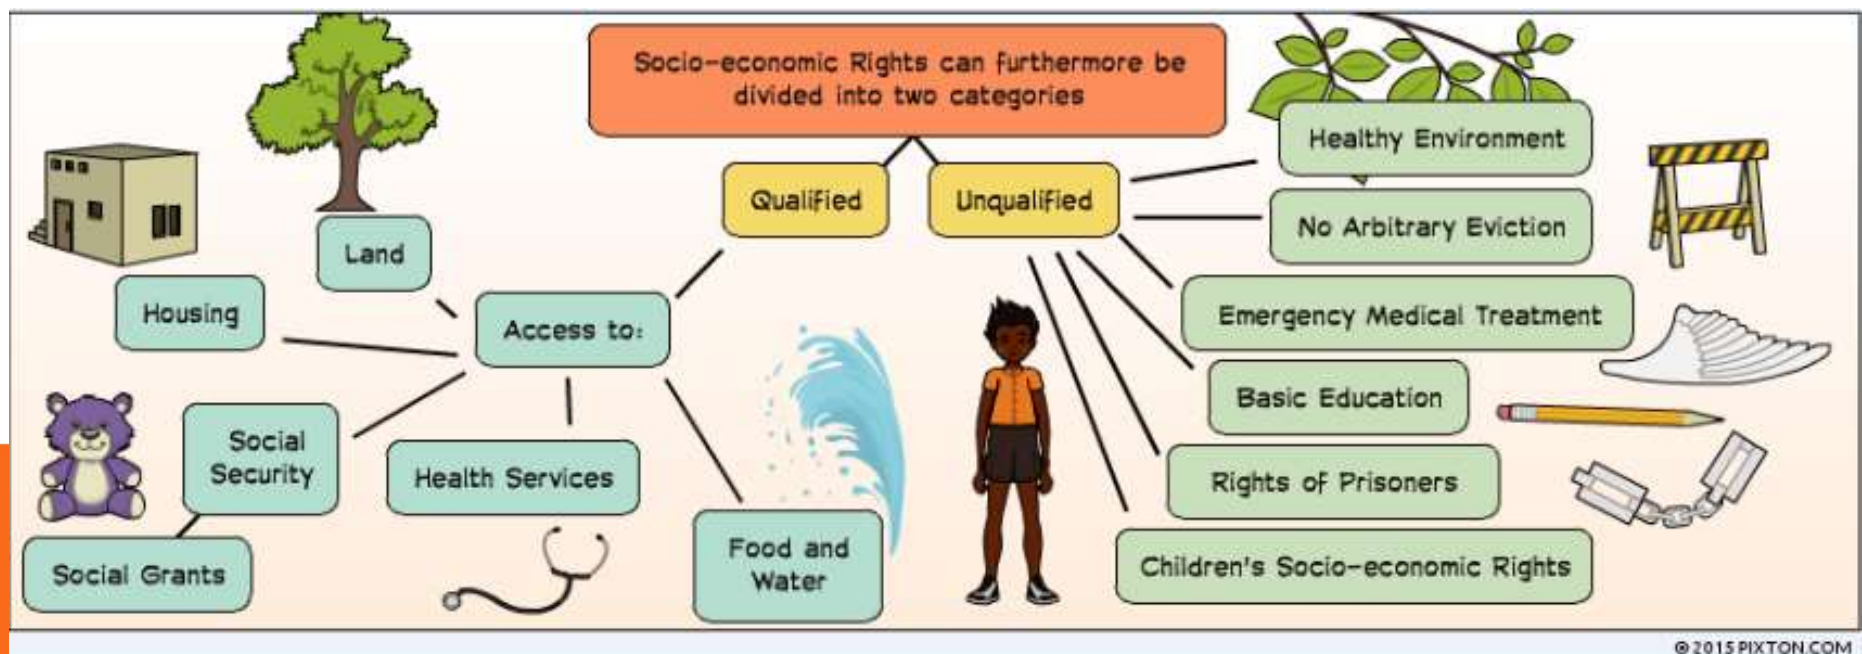 Socio-economic Rights can furthermore be
divided into two categories
Qualified
Unqualified
Access to:
Land
Housing
Social
Security
Social Grants
Health Services
Food and
Water
Healthy Environment
No Arbitrary Eviction
Emergency Medical Treatment
Basic Education
Rights of Prisoners
Children's Socio-economic Rights
© 2015 PIXTON.COM